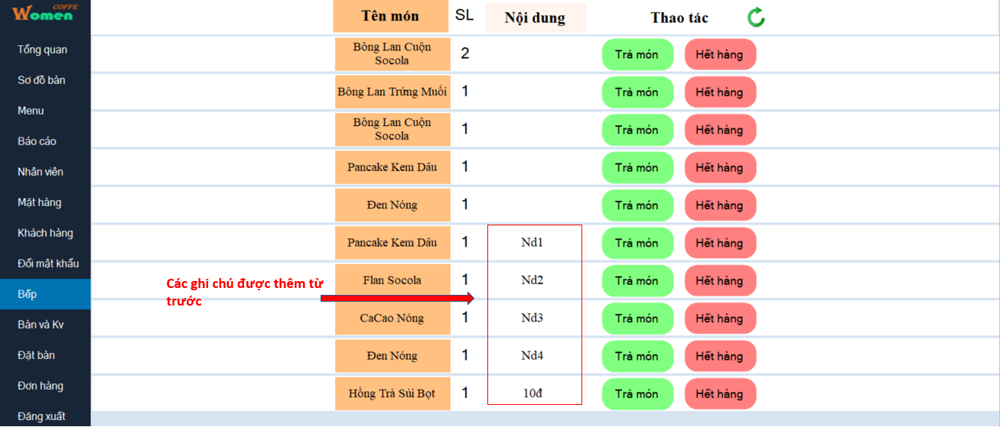 COFFE
Women
Tổng quan
Sơ đồ bàn
Menu
Báo cáo
Nhân viên
Mặt hàng
Khách hàng
Đổi mật khẩu
Bếp
Bàn và Kv
Đặt bàn
Đơn hàng
Đăng xuất
Tên món SL Nội dung Thao tác
Bông Lan Cuộn
Socola 2 Trả món Hết hàng
Bông Lan Trứng Muối 1 Trả món Hết hàng
Bông Lan Cuộn
Socola 1 Trả món Hết hàng
Pancake Kem Dâu 1 Trả món Hết hàng
Đen Nóng 1 Trả món Hết hàng
Pancake Kem Dâu 1 Nd1 Trả món Hết hàng
Flan Socola 1 Nd2 Trả món Hết hàng
CaCao Nóng 1 Nd3 Trả món Hết hàng
Đen Nóng 1 Nd4 Trả món Hết hàng
Hồng Trà Sủi Bọt 1 10đ Trả món Hết hàng
Các ghi chú được thêm từ
trước